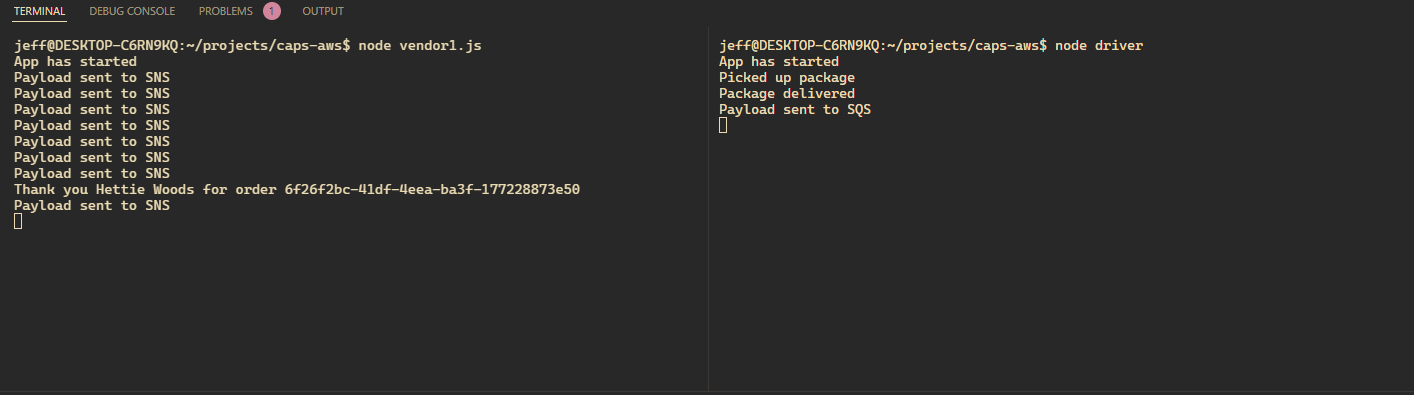 TERMINAL DEBUG CONSOLE PROBLEMS 1 OUTPUT
jeff@DESKTOP-C6RN9KQ:~/projects/caps-aws$ node vendor1.js
App has started
Payload sent to SNS
Payload sent to SNS
Payload sent to SNS
Payload sent to SNS
Payload sent to SNS
Payload sent to SNS
Payload sent to SNS
Thank you Hettie Woods for order 6f26f2bc-41df-4eea-ba3f-177228873e50
Payload sent to SNS
jeff@DESKTOP-C6RN9KQ:~/projects/caps-aws$ node driver
App has started
Picked up package
Package delivered
Payload sent to SQS